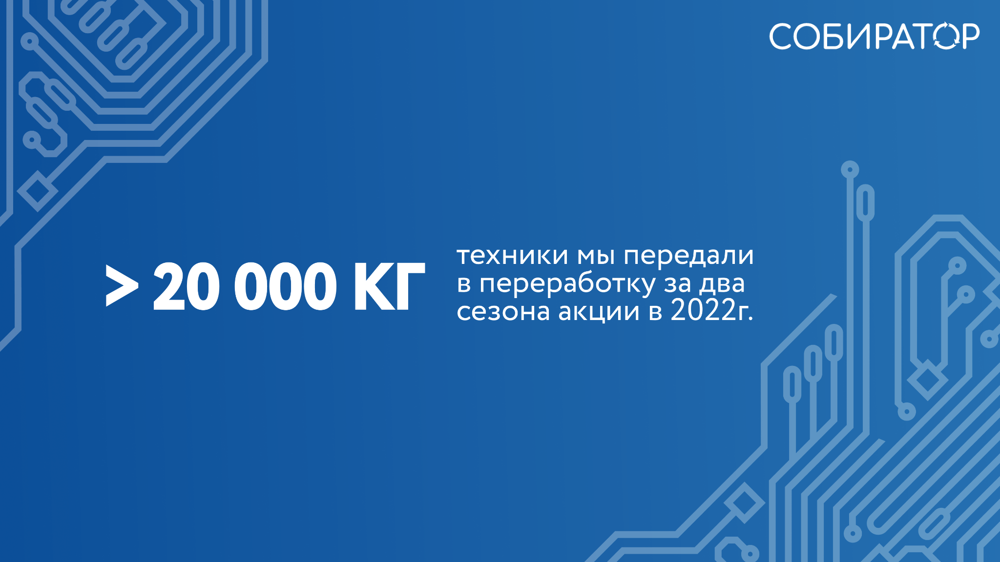 СОБИРАТОР
> 20 000 КГ
техники мы передали
в переработку за два
сезона акции в 2022г.